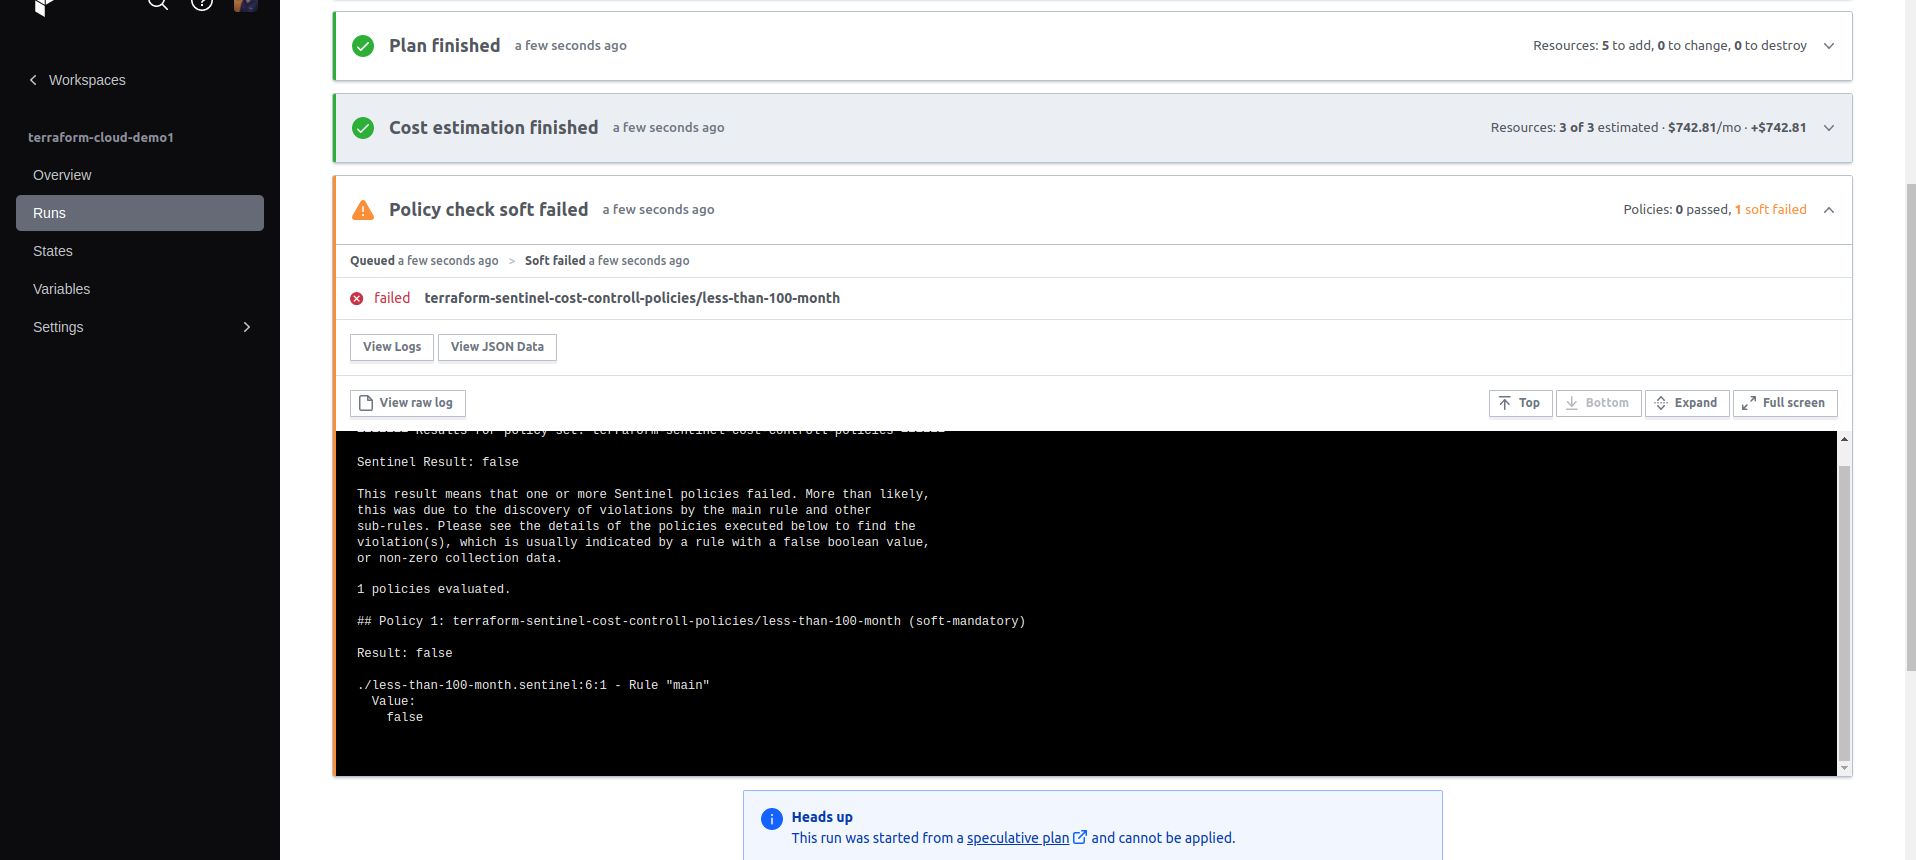 Workspaces
terraform-cloud-demo1
Overview
Runs
States
Variables
Settings
Plan finished a few seconds ago Resources: 5 to add, 0 to change, 0 to destroy
Cost estimation finished a few seconds ago Resources: 3 of 3 estimated · $742.81/mo · +$742.81
Policy check soft failed a few seconds ago Policies: 0 passed, 1 soft failed
Queued a few seconds ago > Soft failed a few seconds ago
failed terraform-sentinel-cost-controll-policies/less-than-100-month
View Logs View JSON Data
View raw log Top Bottom Expand Full screen
Results for policy set: terraform-sentinel-cost-controll-policies
Sentinel Result: false
This result means that one or more Sentinel policies failed. More than likely,
this was due to the discovery of violations by the main rule and other
sub-rules. Please see the details of the policies executed below to find the
violation(s), which is usually indicated by a rule with a false boolean value,
or non-zero collection data.
1 policies evaluated.
## Policy 1: terraform-sentinel-cost-controll-policies/less-than-100-month (soft-mandatory)
Result: false
./less-than-100-month.sentinel:6:1 - Rule "main"
Value:
false
Heads up
This run was started from a speculative plan and cannot be applied.